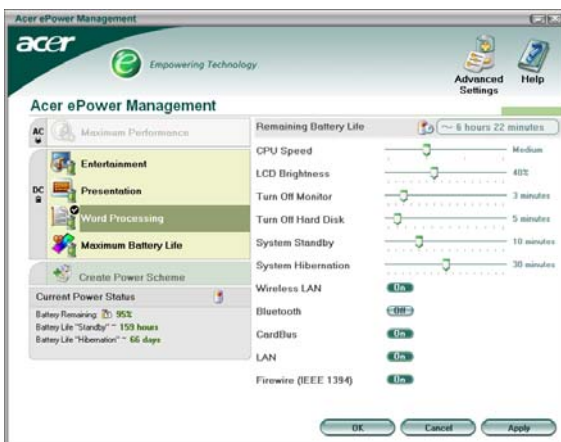 Acer ePower Management
acer
Empowering Technology
Advanced Settings
Help
Acer ePower Management
AC
Maximum Performance
DC
Entertainment
Presentation
Word Processing
Maximum Battery Life
Create Power Scheme
Current Power Status
Battery Remaining: 95%
Battery Life "Standby" ~ 159 hours
Battery Life "Hibernation" ~ 66 days
Remaining Battery Life ~ 6 hours 22 minutes
CPU Speed Medium
LCD Brightness 40%
Turn Off Monitor 3 minutes
Turn Off Hard Disk 5 minutes
System Standby 10 minutes
System Hibernation 30 minutes
Wireless LAN On
Bluetooth Off
CardBus On
LAN On
Firewire (IEEE 1394) On
OK Cancel Apply